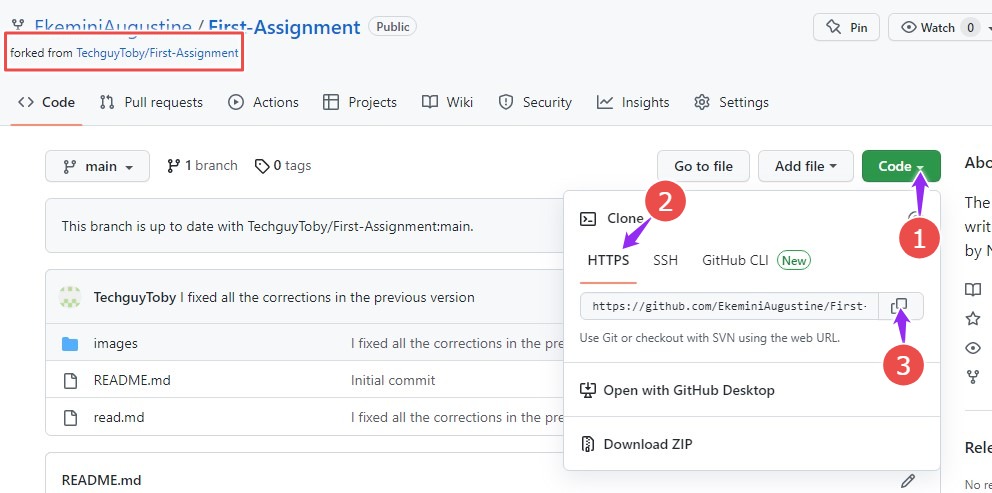 EkeminiAugustine / First-Assignment Public
Pin Watch 0
forked from TechguyToby/First-Assignment
Code Pull requests Actions Projects Wiki Security Insights Settings
main 1 branch 0 tags Go to file Add file Code
This branch is up to date with TechguyToby/First-Assignment:main.
Clone
2
1
HTTPS SSH GitHub CLI New
https://github.com/EkeminiAugustine/First-
3
Use Git or checkout with SVN using the web URL.
Open with GitHub Desktop
Download ZIP
TechguyToby I fixed all the corrections in the previous version
images I fixed all the corrections in the pre
README.md Initial commit
read.md I fixed all the corrections in the pre
README.md
Abo
The
writ
by N
Rele
No re